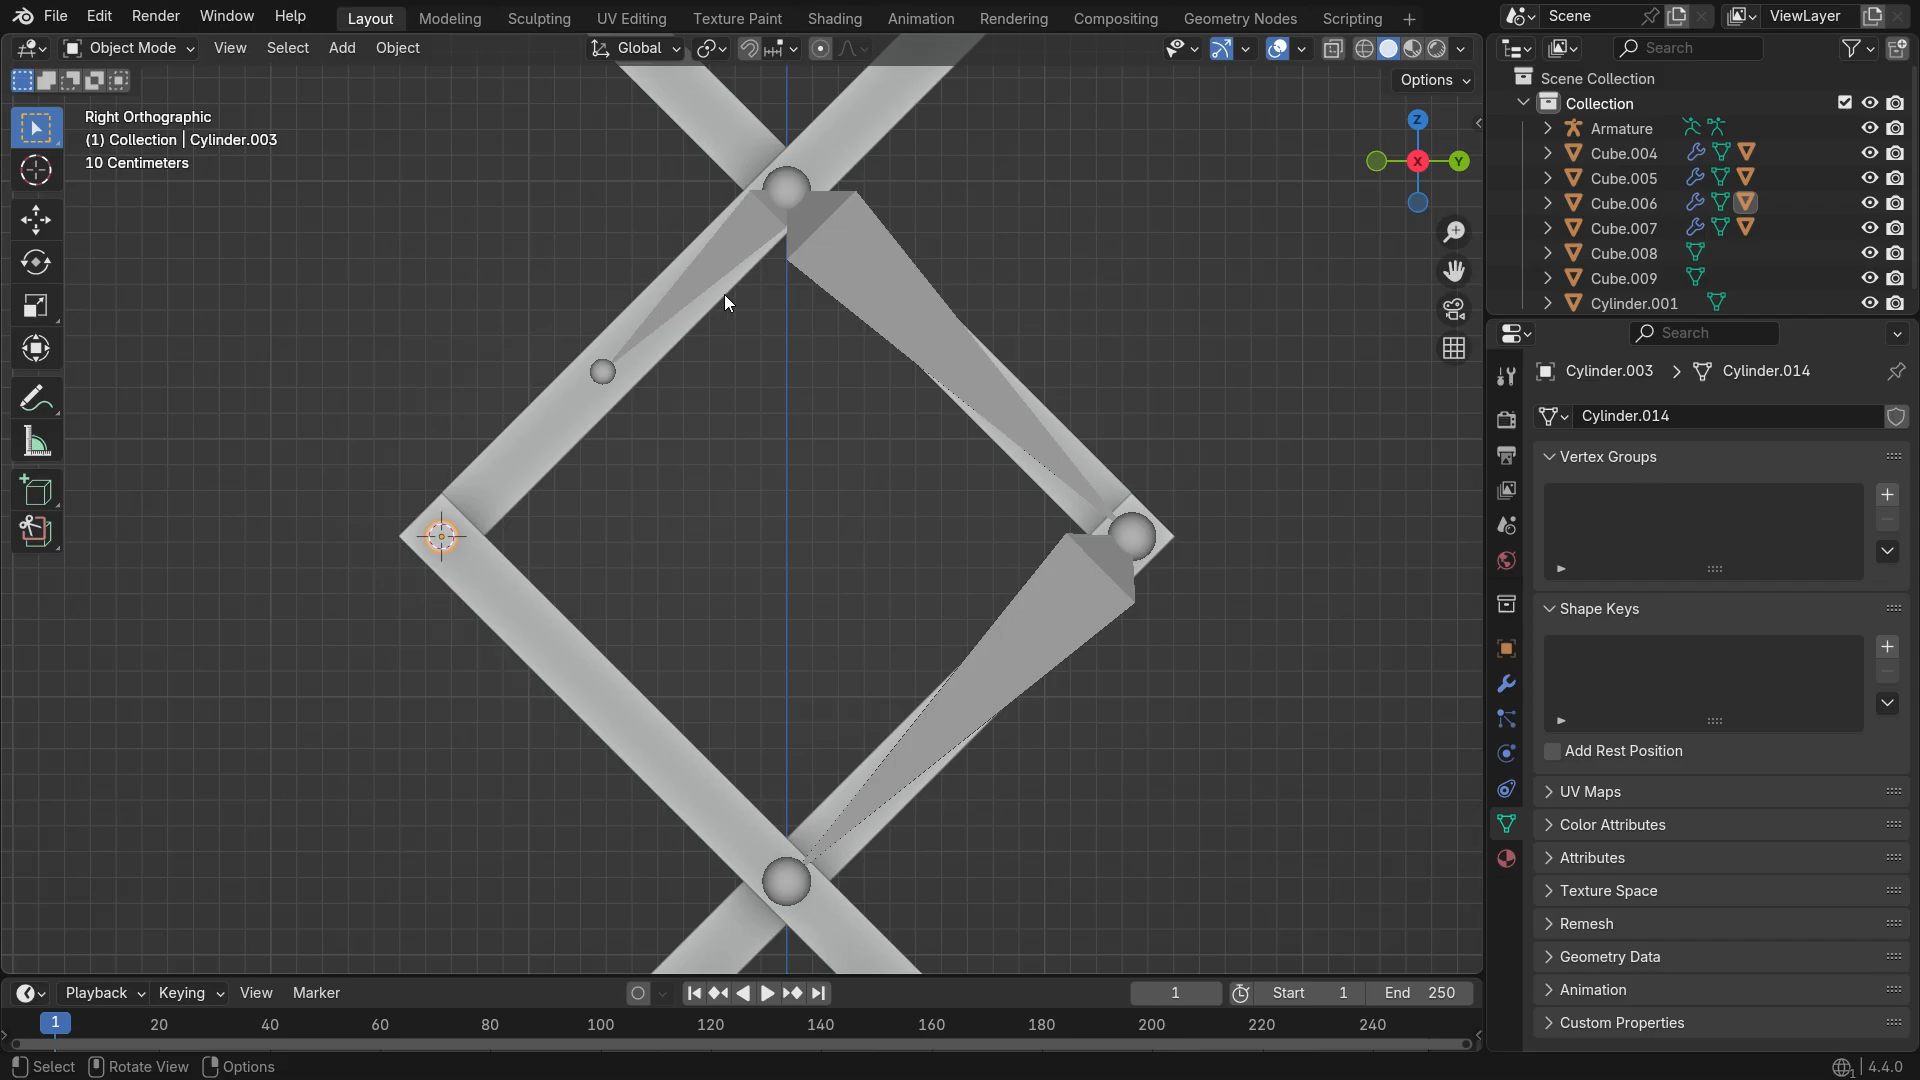 File Edit Render Window Help
Layout Modeling Sculpting UV Editing Texture Paint Shading Animation Rendering Compositing Geometry Nodes Scripting +
Scene
ViewLayer
Object Mode View Select Add Object
Global
Search
Options
Right Orthographic
(1) Collection | Cylinder.003
10 Centimeters
Z
X
Y
Scene Collection
Collection
Armature
Cube.004
Cube.005
Cube.006
Cube.007
Cube.008
Cube.009
Cylinder.001
Search
Cylinder.003 > Cylinder.014
Cylinder.014
Vertex Groups
Shape Keys
Add Rest Position
UV Maps
Color Attributes
Attributes
Texture Space
Remesh
Geometry Data
Animation
Custom Properties
Playback Keying View Marker
1
Start 1
End 250
1 20 40 60 80 100 120 140 160 180 200 220 240
Select Rotate View Options
4.4.0